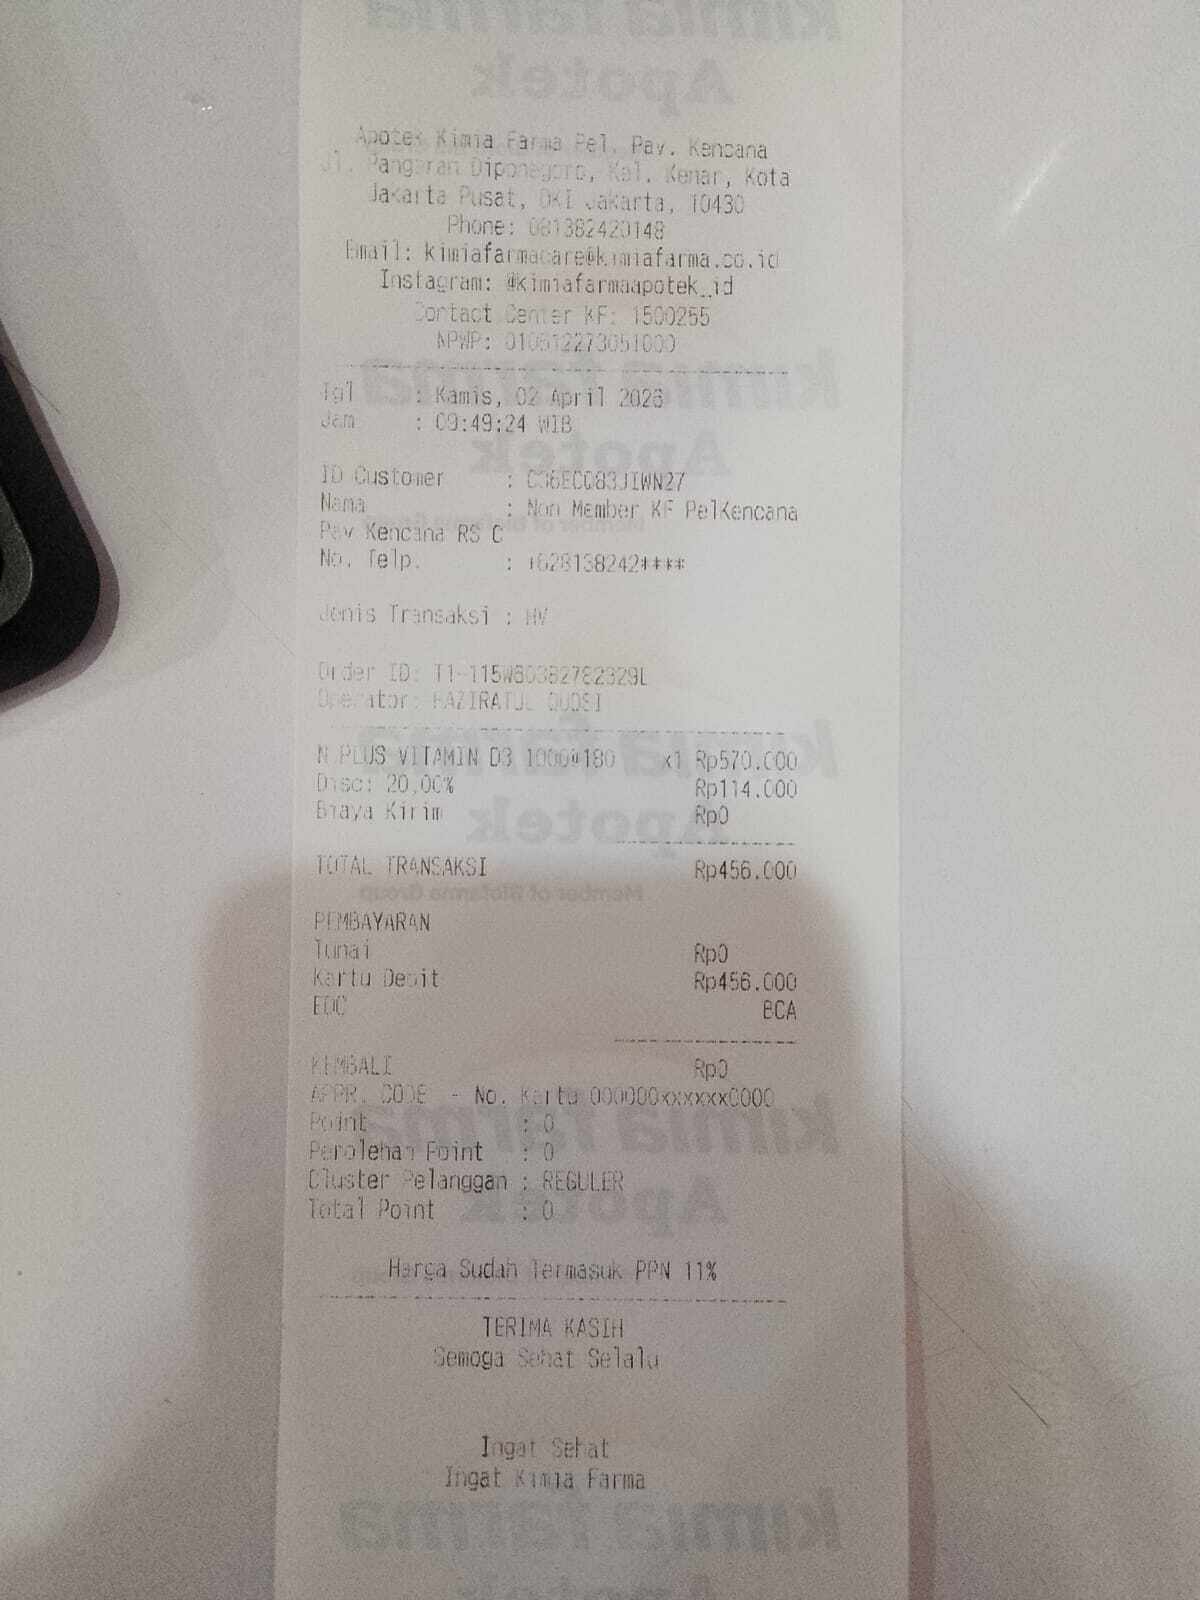 Apotek Kimia Farma Pel. Pav. Kencana
Jl. Pangeran Diponegoro, Kel. Kenar, Kota
Jakarta Pusat, DKI Jakarta, 10430
Phone: 081382420148
Email: kimiafarmacare@kimiafarma.co.id
Instagram: @kimiafarmaapotek_id
Contact Center KF: 1500255
NPWP: 010612273051000
Tgl : Kamis, 02 April 2026
Jam : 09:49:24 WIB
ID Customer : C36ECQ83JIWN27
Nama : Non Member KF PelKencana
Pav Kencana RS C
No. Telp. : +628138242****
Jenis Transaksi : HV
Order ID: T1-115W60382782329L
Operator:
N PLUS VITAMIN D3 1000@180 x1 Rp570.000
Disc: 20,00% Rp114.000
Biaya Kirim Rp0
TOTAL TRANSAKSI Rp456.000
PEMBAYARAN
Tunai Rp0
Kartu Debit Rp456.000
EDC BCA
KEMBALI Rp0
APPR. CODE - No. Kartu 000000xxxxxx0000
Point : 0
Perolehan Point : 0
Cluster Pelanggan : REGULER
Total Point : 0
Harga Sudah Termasuk PPN 11%
TERIMA KASIH
Semoga Sehat Selalu
Ingat Sehat
Ingat Kimia Farma